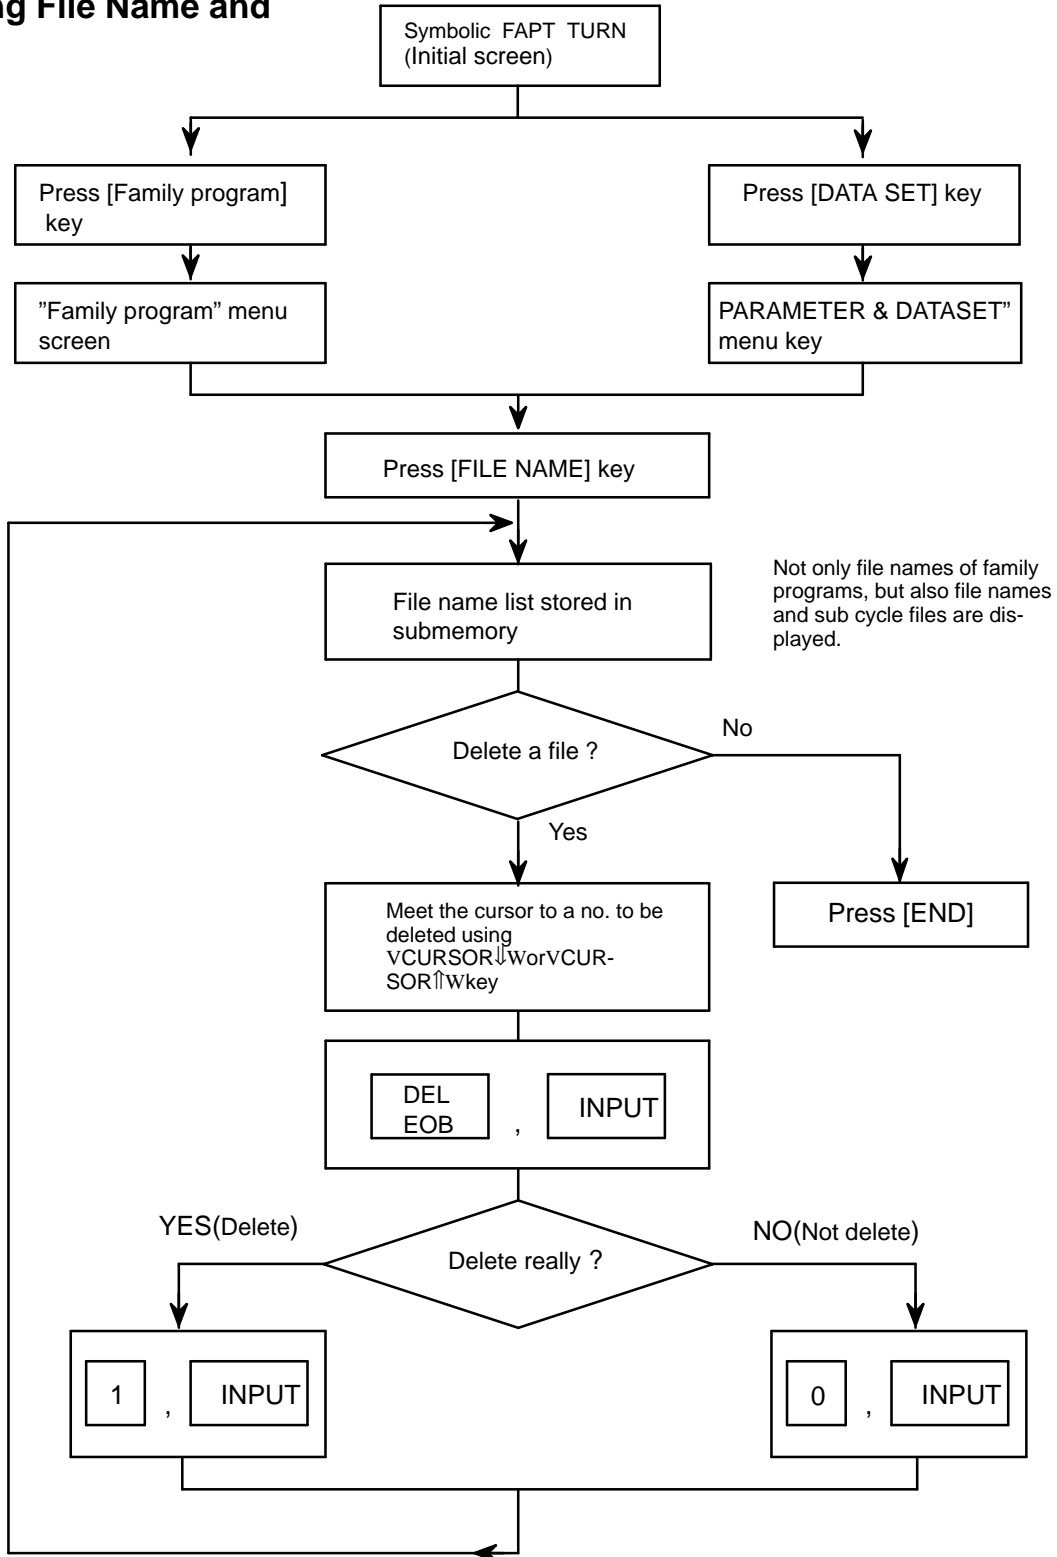 ng File Name and
Symbolic FAPT TURN
(Initial screen)
Press [Family program]
key
Press [DATA SET] key
”Family program” menu
screen
PARAMETER & DATASET”
menu key
Press [FILE NAME] key
File name list stored in
submemory
Not only file names of family
programs, but also file names
and sub cycle files are dis-
played.
Delete a file ?
No
Yes
Meet the cursor to a no. to be
deleted using
VCURSOR⇓WorVCUR-
SOR⇑Wkey
Press [END]
DEL
EOB
,
INPUT
YES(Delete)
Delete really ?
NO(Not delete)
1 , INPUT
0 , INPUT